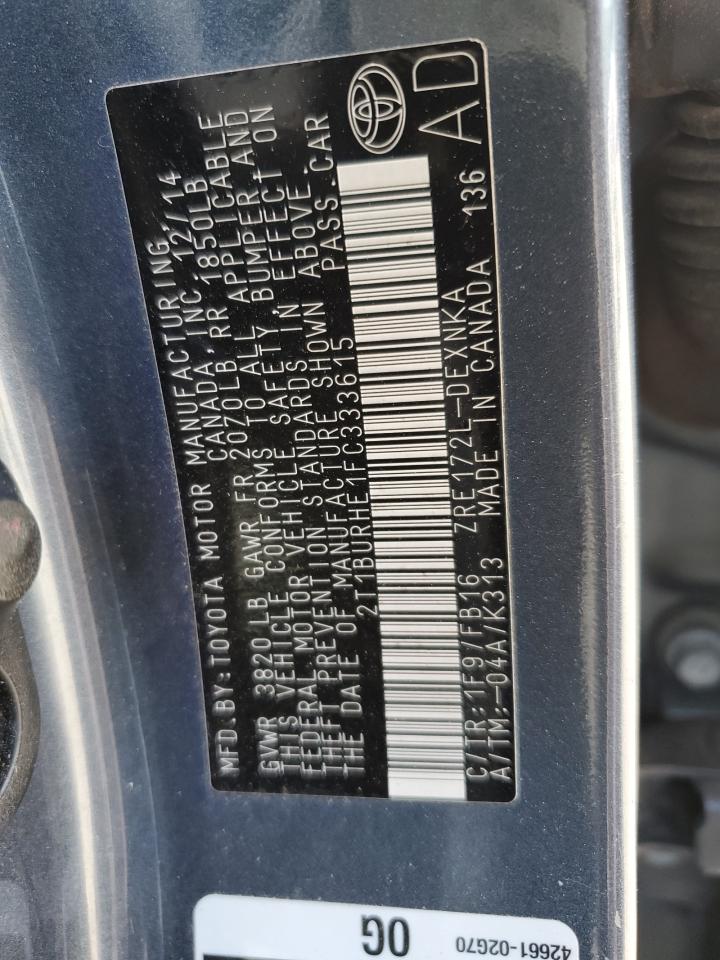 MFD.BY:TOYOTA MOTOR MANUFACTURING,
CANADA, INC 12/14
GVWR 3820 LB GAWR FR 2070LB, RR 1850LB
THIS VEHICLE CONFORMS TO ALL APPLICABLE
FEDERAL MOTOR VEHICLE SAFETY, BUMPER AND
THEFT PREVENTION STANDARDS IN EFFECT ON
THE DATE OF MANUFACTURE SHOWN ABOVE.
2T1BURHE1FC333615 PASS.CAR
C/TR:1F9/FB16 ZRE172L-DEXNKA
A/TM:-04A/K313 MADE IN CANADA 136
AD
0G
42661-02G70